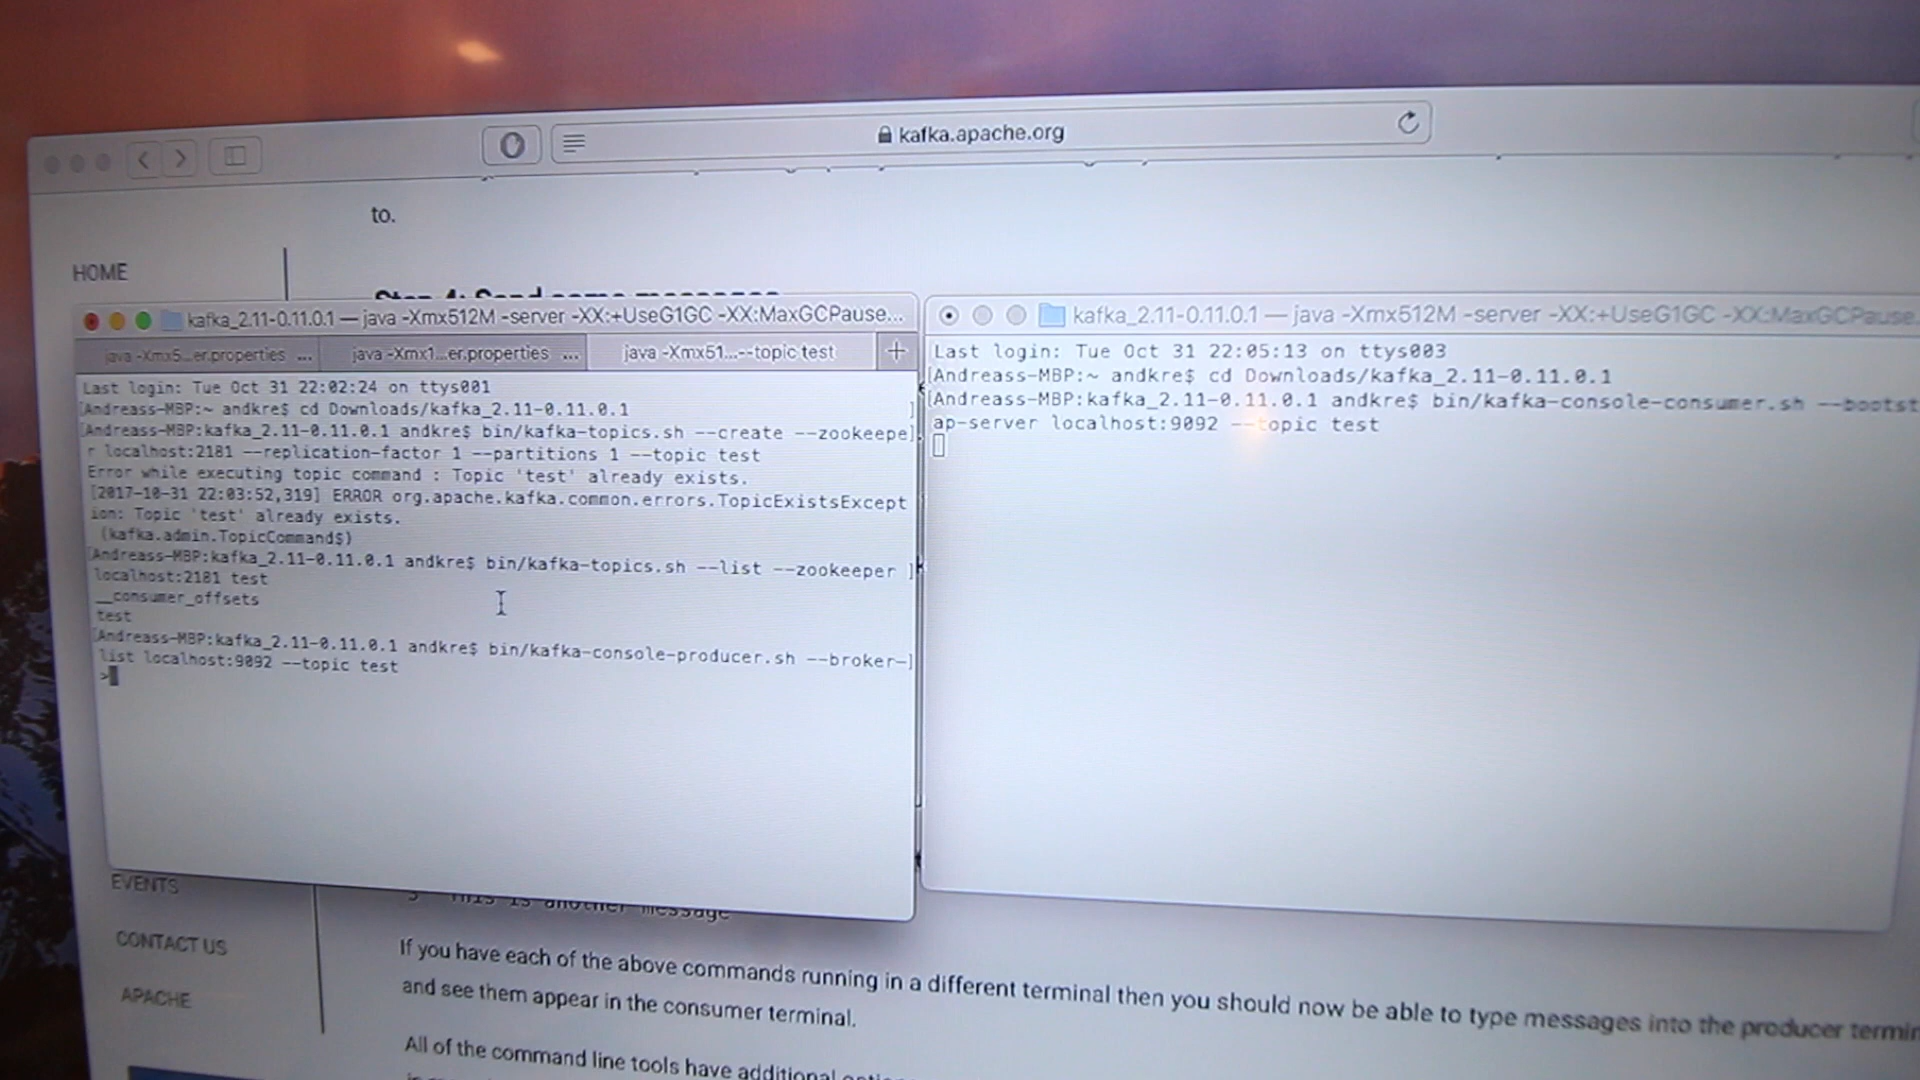 kafka.apache.org
to.
HOME
Step 4: Send some messages
kafka_2.11-0.11.0.1 — java -Xmx512M -server -XX:+UseG1GC -XX:MaxGCPause...
java -Xmx5...er.properties ...
java -Xmx1...er.properties ...
java -Xmx51...--topic test
Last login: Tue Oct 31 22:02:24 on ttys001
[Andreass-MBP:~ andkre$ cd Downloads/kafka_2.11-0.11.0.1 ]
[Andreass-MBP:kafka_2.11-0.11.0.1 andkre$ bin/kafka-topics.sh --create --zookeepe]
r localhost:2181 --replication-factor 1 --partitions 1 --topic test
Error while executing topic command : Topic 'test' already exists.
[2017-10-31 22:03:52,319] ERROR org.apache.kafka.common.errors.TopicExistsExcept
ion: Topic 'test' already exists.
(kafka.admin.TopicCommand$)
[Andreass-MBP:kafka_2.11-0.11.0.1 andkre$ bin/kafka-topics.sh --list --zookeeper ]
localhost:2181 test
__consumer_offsets
test
[Andreass-MBP:kafka_2.11-0.11.0.1 andkre$ bin/kafka-console-producer.sh --broker-]
list localhost:9092 --topic test
>
kafka_2.11-0.11.0.1 — java -Xmx512M -server -XX:+UseG1GC -XX:MaxGCPause.
Last login: Tue Oct 31 22:05:13 on ttys003
[Andreass-MBP:~ andkre$ cd Downloads/kafka_2.11-0.11.0.1
[Andreass-MBP:kafka_2.11-0.11.0.1 andkre$ bin/kafka-console-consumer.sh --bootst
ap-server localhost:9092 --topic test
EVENTS
CONTACT US
APACHE
This is another message
If you have each of the above commands running in a different terminal then you should now be able to type messages into the producer termin
and see them appear in the consumer terminal.
All of the command line tools have additional